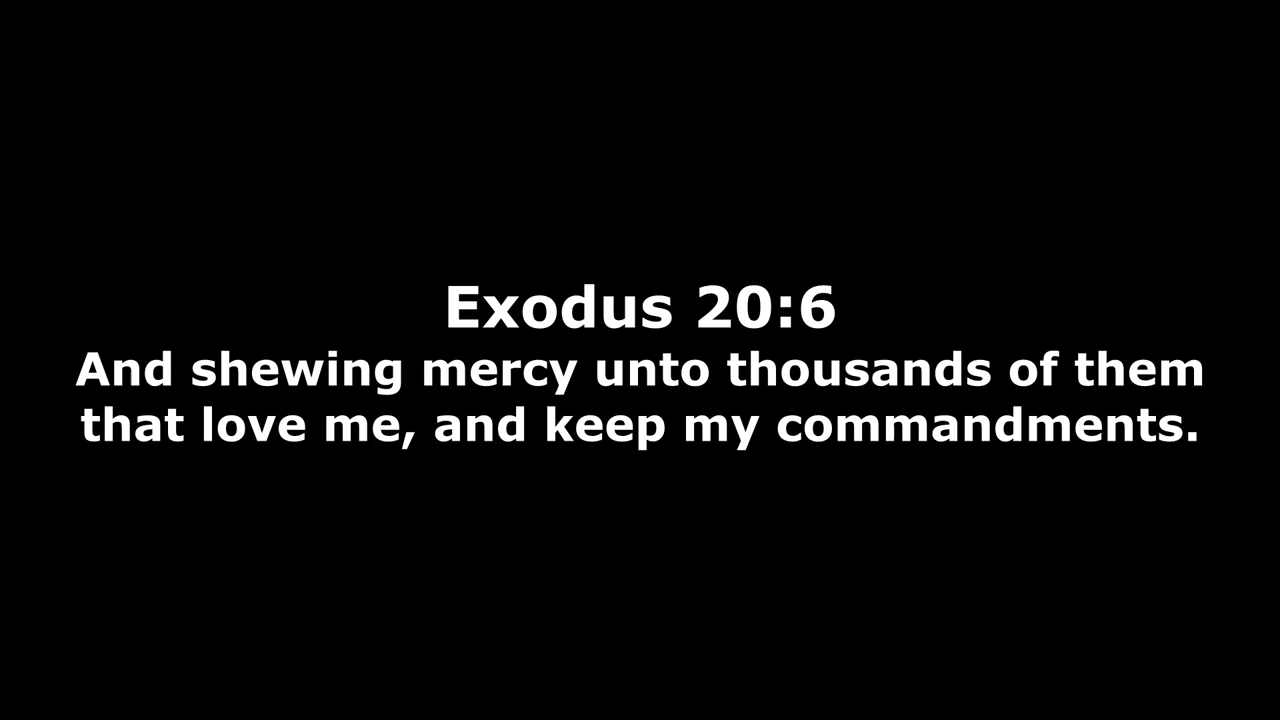 Exodus 20:6
And shewing mercy unto thousands of them
that love me, and keep my commandments.